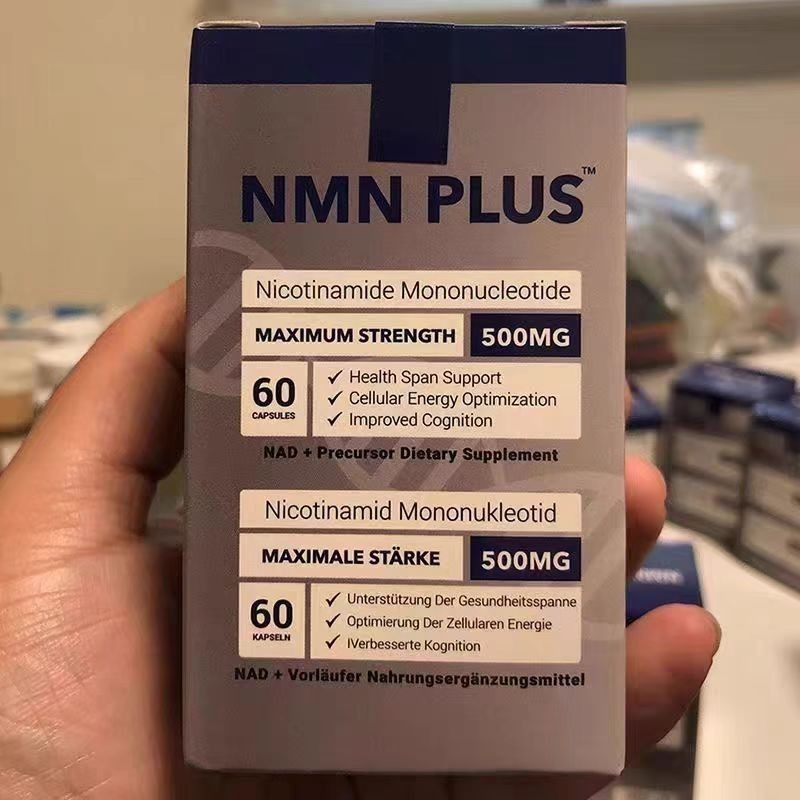 NMN PLUS™
Nicotinamide Mononucleotide
MAXIMUM STRENGTH 500MG
60 CAPSULES
✓ Health Span Support
✓ Cellular Energy Optimization
✓ Improved Cognition
NAD + Precursor Dietary Supplement
Nicotinamid Mononukleotid
MAXIMALE STÄRKE 500MG
60 KAPSELN
✓ Unterstützung Der Gesundheitsspanne
✓ Optimierung Der Zellularen Energie
✓ IVerbesserte Kognition
NAD + Vorläufer Nahrungsergänzungsmittel